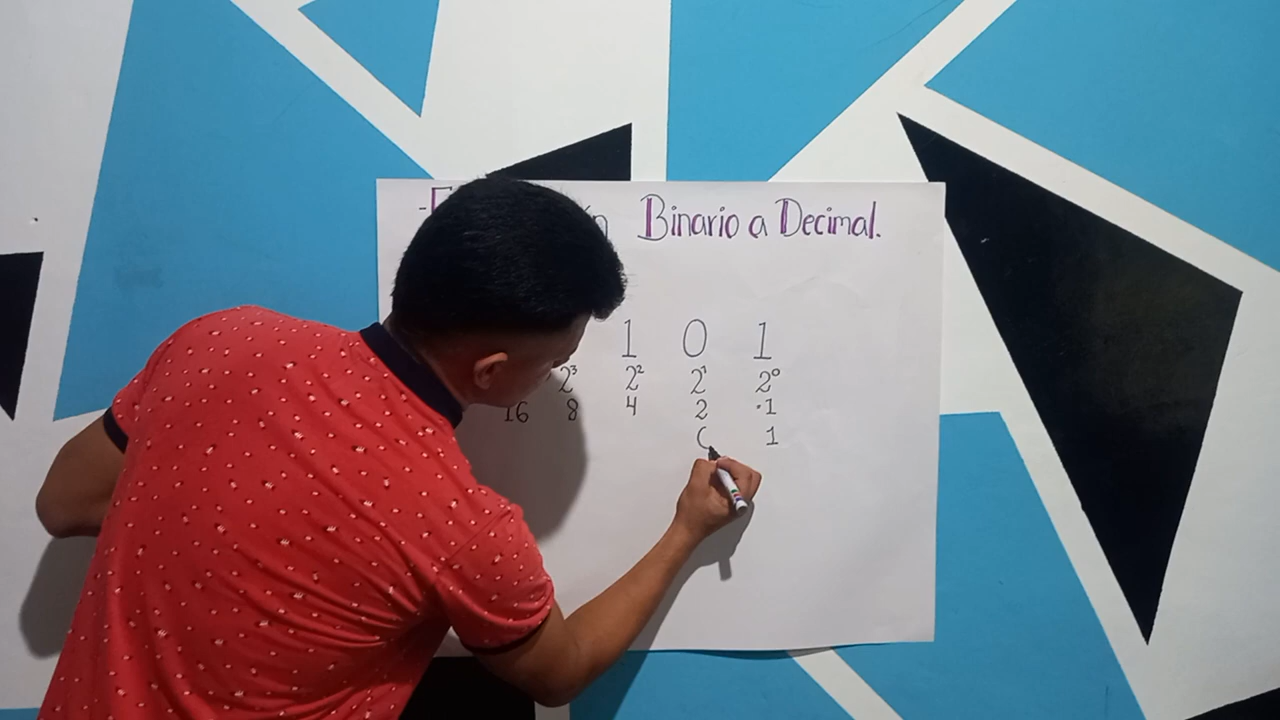 Binario a Decimal.
1 0 1
2³ 2² 2¹ 2⁰
16 8 4 2 ·1
1